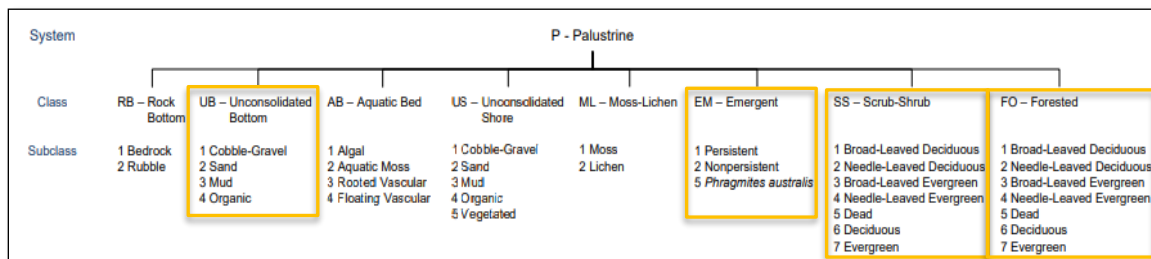 System
P - Palustrine
Class
RB – Rock Bottom
UB – Unconsolidated Bottom
AB – Aquatic Bed
US – Unconsolidated Shore
ML – Moss-Lichen
EM – Emergent
SS – Scrub-Shrub
FO – Forested
Subclass
1 Bedrock
2 Rubble
1 Cobble-Gravel
2 Sand
3 Mud
4 Organic
1 Algal
2 Aquatic Moss
3 Rooted Vascular
4 Floating Vascular
1 Cobble-Gravel
2 Sand
3 Mud
4 Organic
5 Vegetated
1 Moss
2 Lichen
1 Persistent
2 Nonpersistent
5 Phragmites australis
1 Broad-Leaved Deciduous
2 Needle-Leaved Deciduous
3 Broad-Leaved Evergreen
4 Needle-Leaved Evergreen
5 Dead
6 Deciduous
7 Evergreen
1 Broad-Leaved Deciduous
2 Needle-Leaved Deciduous
3 Broad-Leaved Evergreen
4 Needle-Leaved Evergreen
5 Dead
6 Deciduous
7 Evergreen